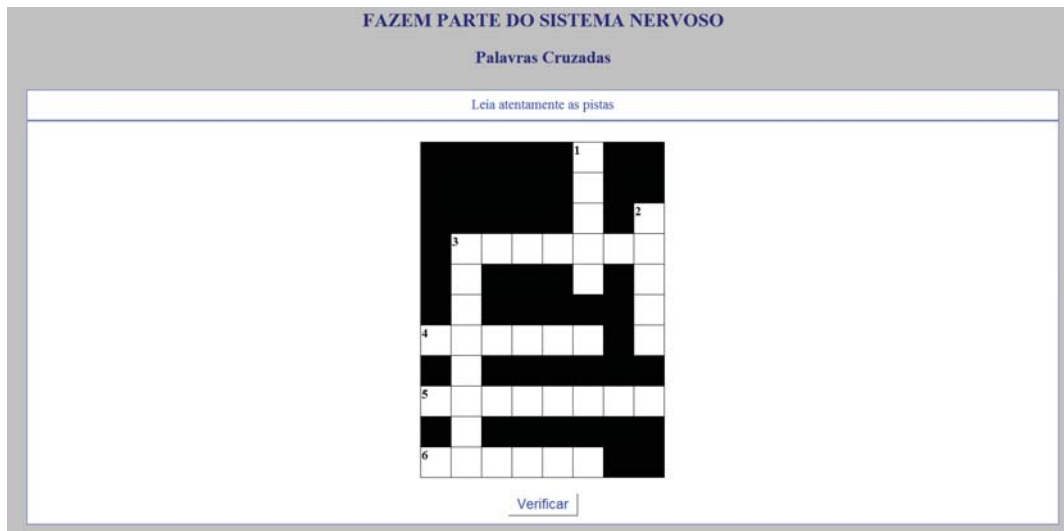 FAZEM PARTE DO SISTEMA NERVOSO
Palavras Cruzadas
Leia atentamente as pistas
1
2
3
4
5
6
Verificar